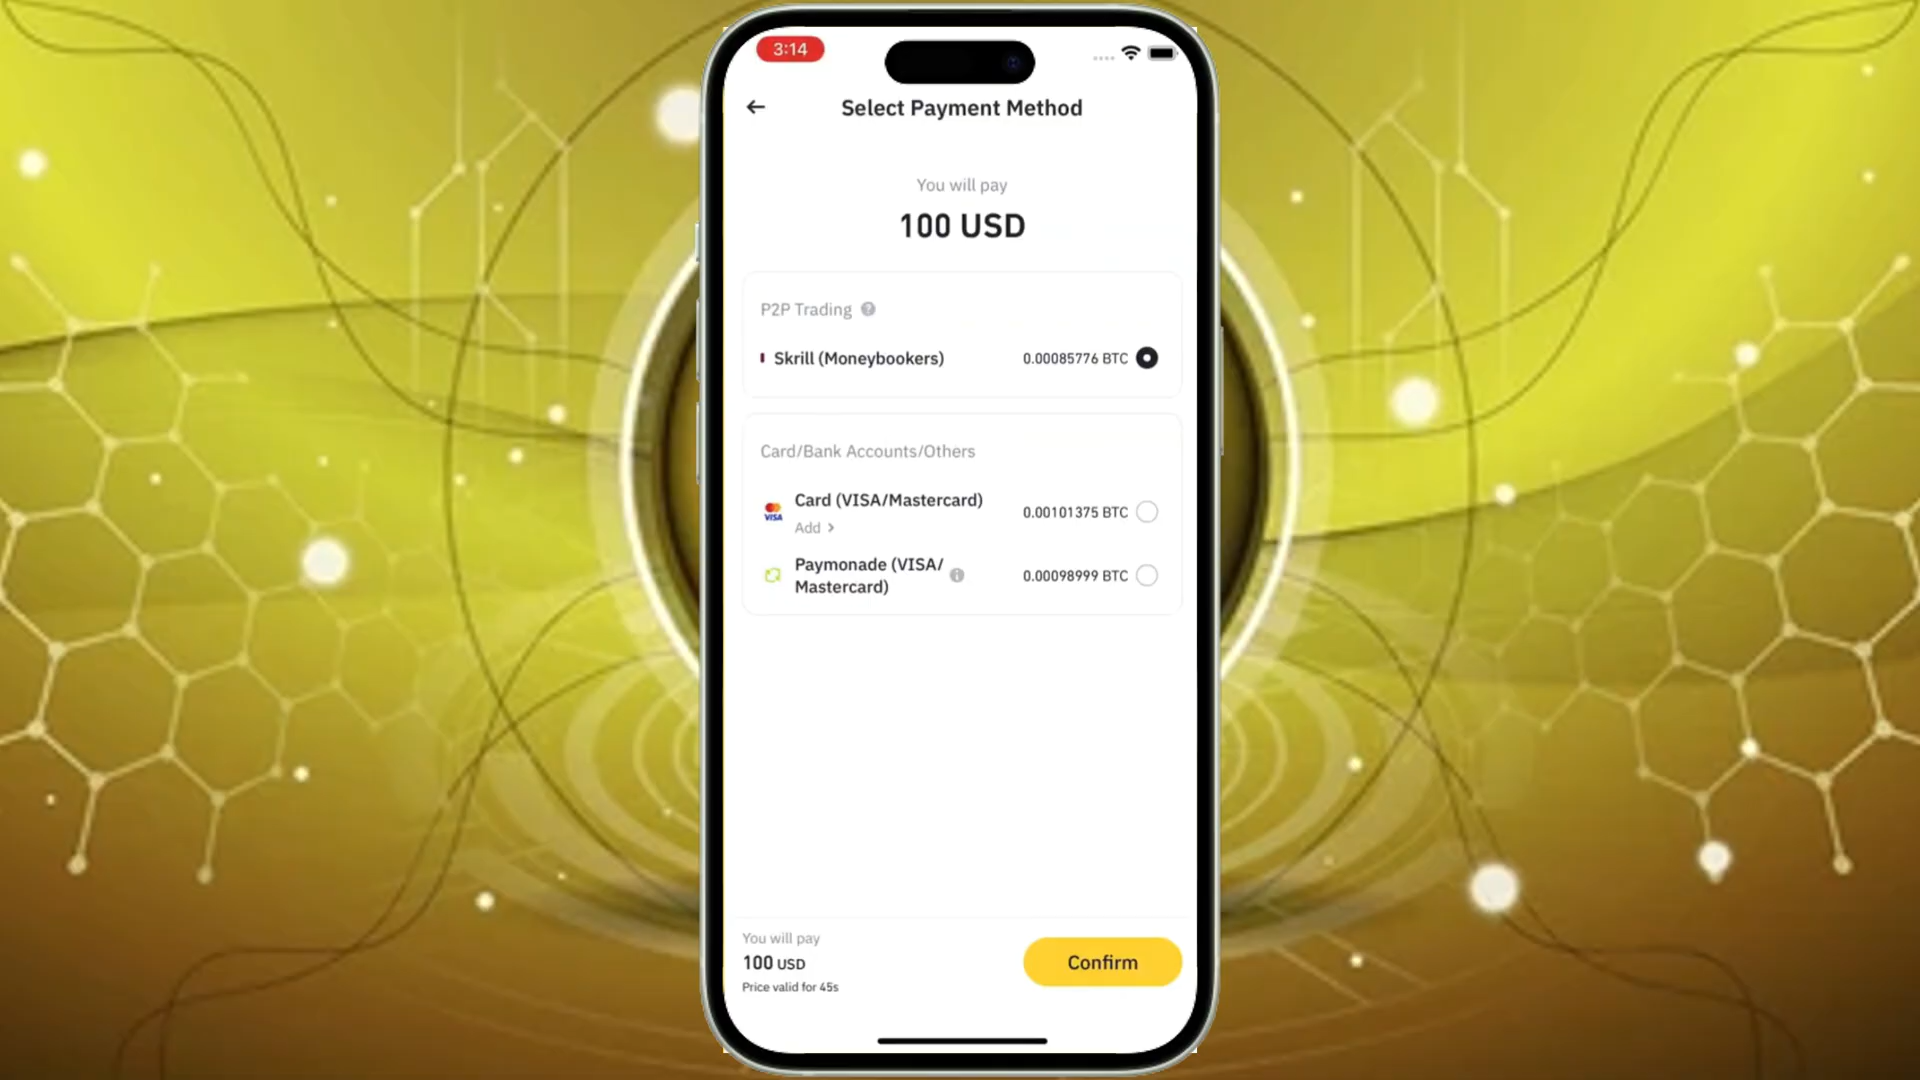 3:14
Select Payment Method
You will pay
100 USD
P2P Trading
Skrill (Moneybookers) 0.00085776 BTC
Card/Bank Accounts/Others
VISA Card (VISA/Mastercard) 0.00101375 BTC
Add >
Paymonade (VISA/
Mastercard) 0.00098999 BTC
You will pay
100 USD
Price valid for 45s
Confirm